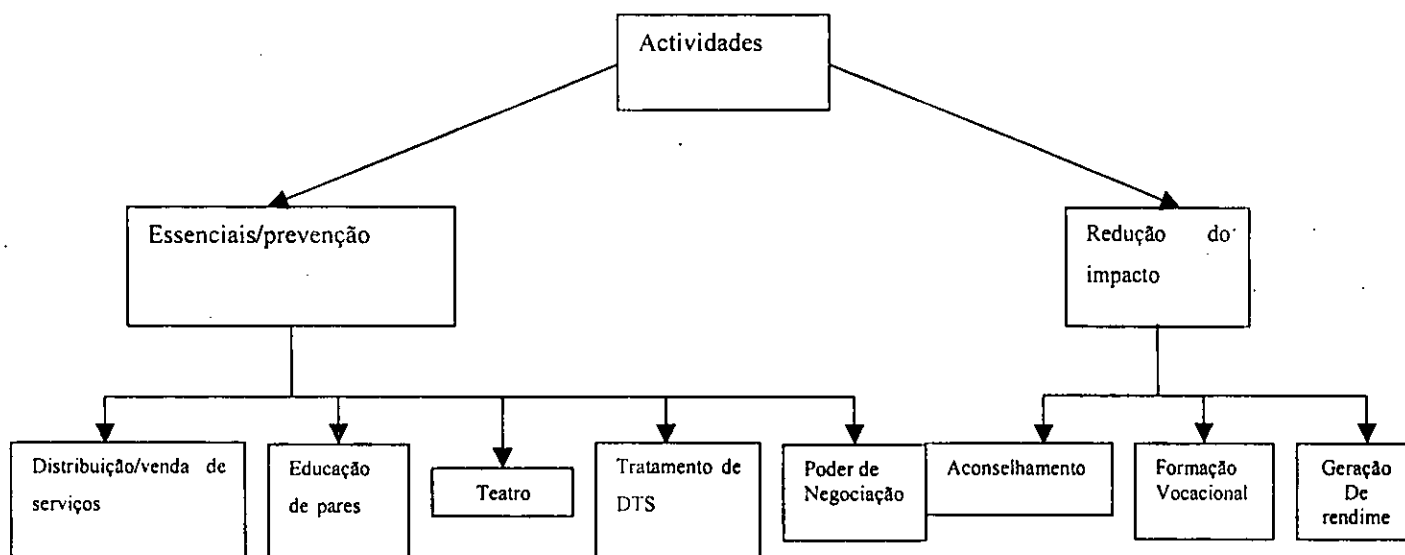 Actividades
Essenciais/prevenção
Redução do
impacto
Distribuição/venda de
serviços
Educação
de pares
Teatro
Tratamento de
DTS
Poder de
Negociação
Aconselhamento
Formação
Vocacional
Geração
De
rendime